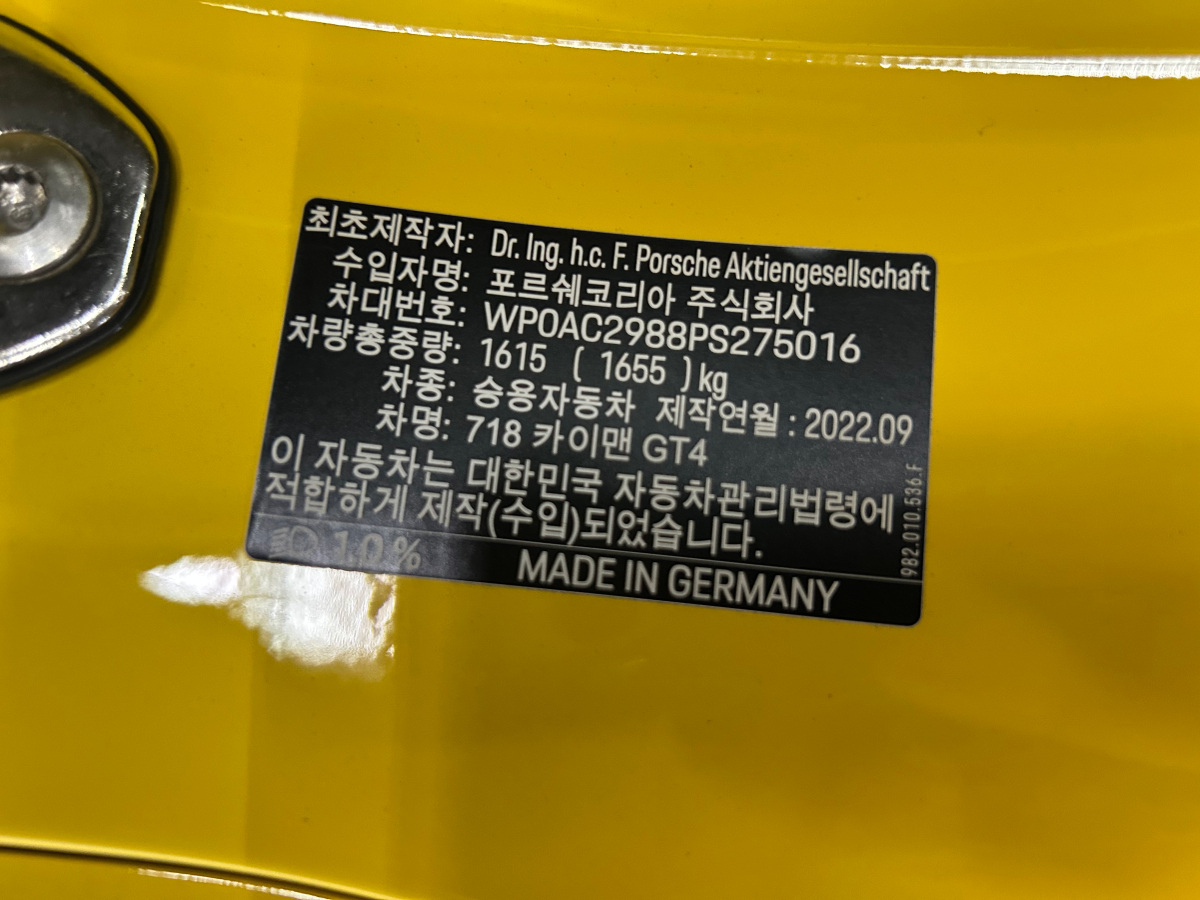 최초제작자: Dr. Ing. h.c. F. Porsche Aktiengesellschaft
수입자명: 포르쉐코리아 주식회사
차대번호: WP0AC2988PS275016
차량총중량: 1615 ( 1655 ) kg
차종: 승용자동차 제작연월 : 2022.09
차명: 718 카이맨 GT4
이 자동차는 대한민국 자동차관리법령에
적합하게 제작(수입)되었습니다.
1.0 %
MADE IN GERMANY
982.010.536.F